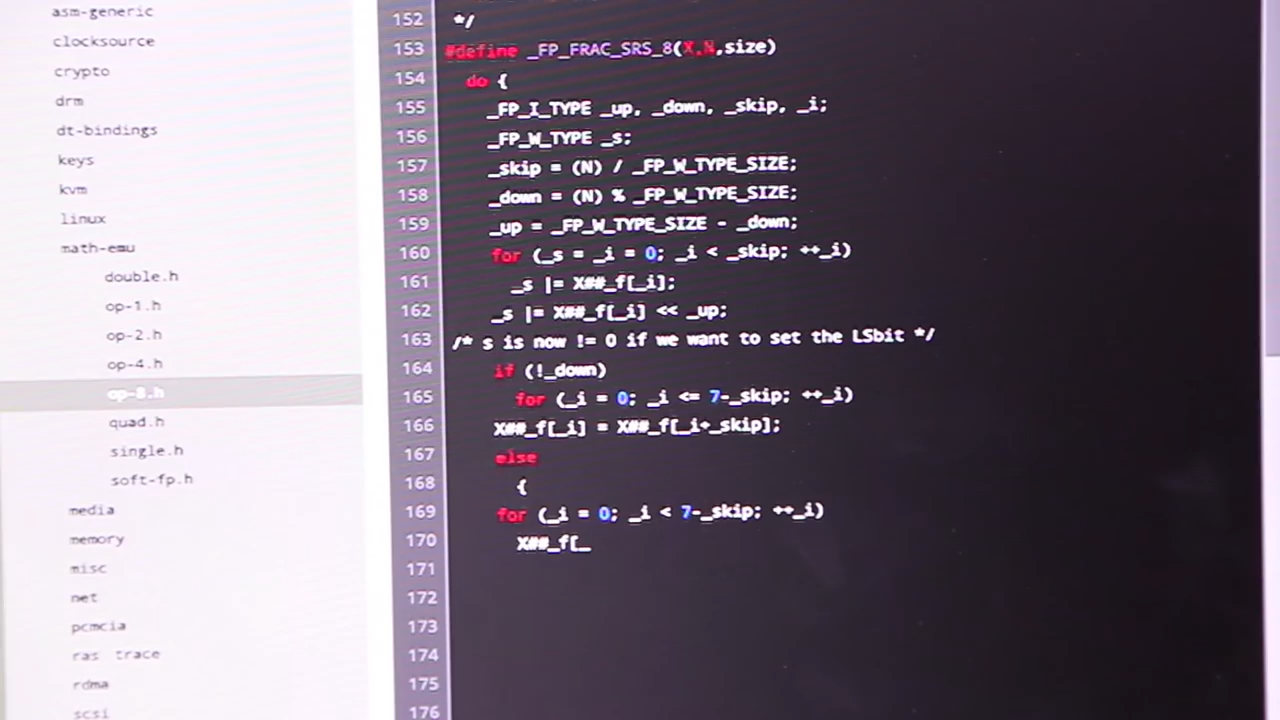 asm-generic
clocksource
crypto
drm
dt-bindings
keys
kvm
linux
math-emu
double.h
op-1.h
op-2.h
op-4.h
op-8.h
quad.h
single.h
soft-fp.h
media
memory
misc
net
pcmcia
ras trace
rdma
scsi
152 */
153 #define _FP_FRAC_SRS_8(X,N,size)
154 do {
155 _FP_I_TYPE _up, _down, _skip, _i;
156 _FP_W_TYPE _s;
157 _skip = (N) / _FP_W_TYPE_SIZE;
158 _down = (N) % _FP_W_TYPE_SIZE;
159 _up = _FP_W_TYPE_SIZE - _down;
160 for (_s = _i = 0; _i < _skip; ++_i)
161 _s |= X##_f[_i];
162 _s |= X##_f[_i] << _up;
163 /* s is now != 0 if we want to set the LSbit */
164 if (!_down)
165 for (_i = 0; _i <= 7-_skip; ++_i)
166 X##_f[_i] = X##_f[_i+_skip];
167 else
168 {
169 for (_i = 0; _i < 7-_skip; ++_i)
170 X##_f[_
171
172
173
174
175
176